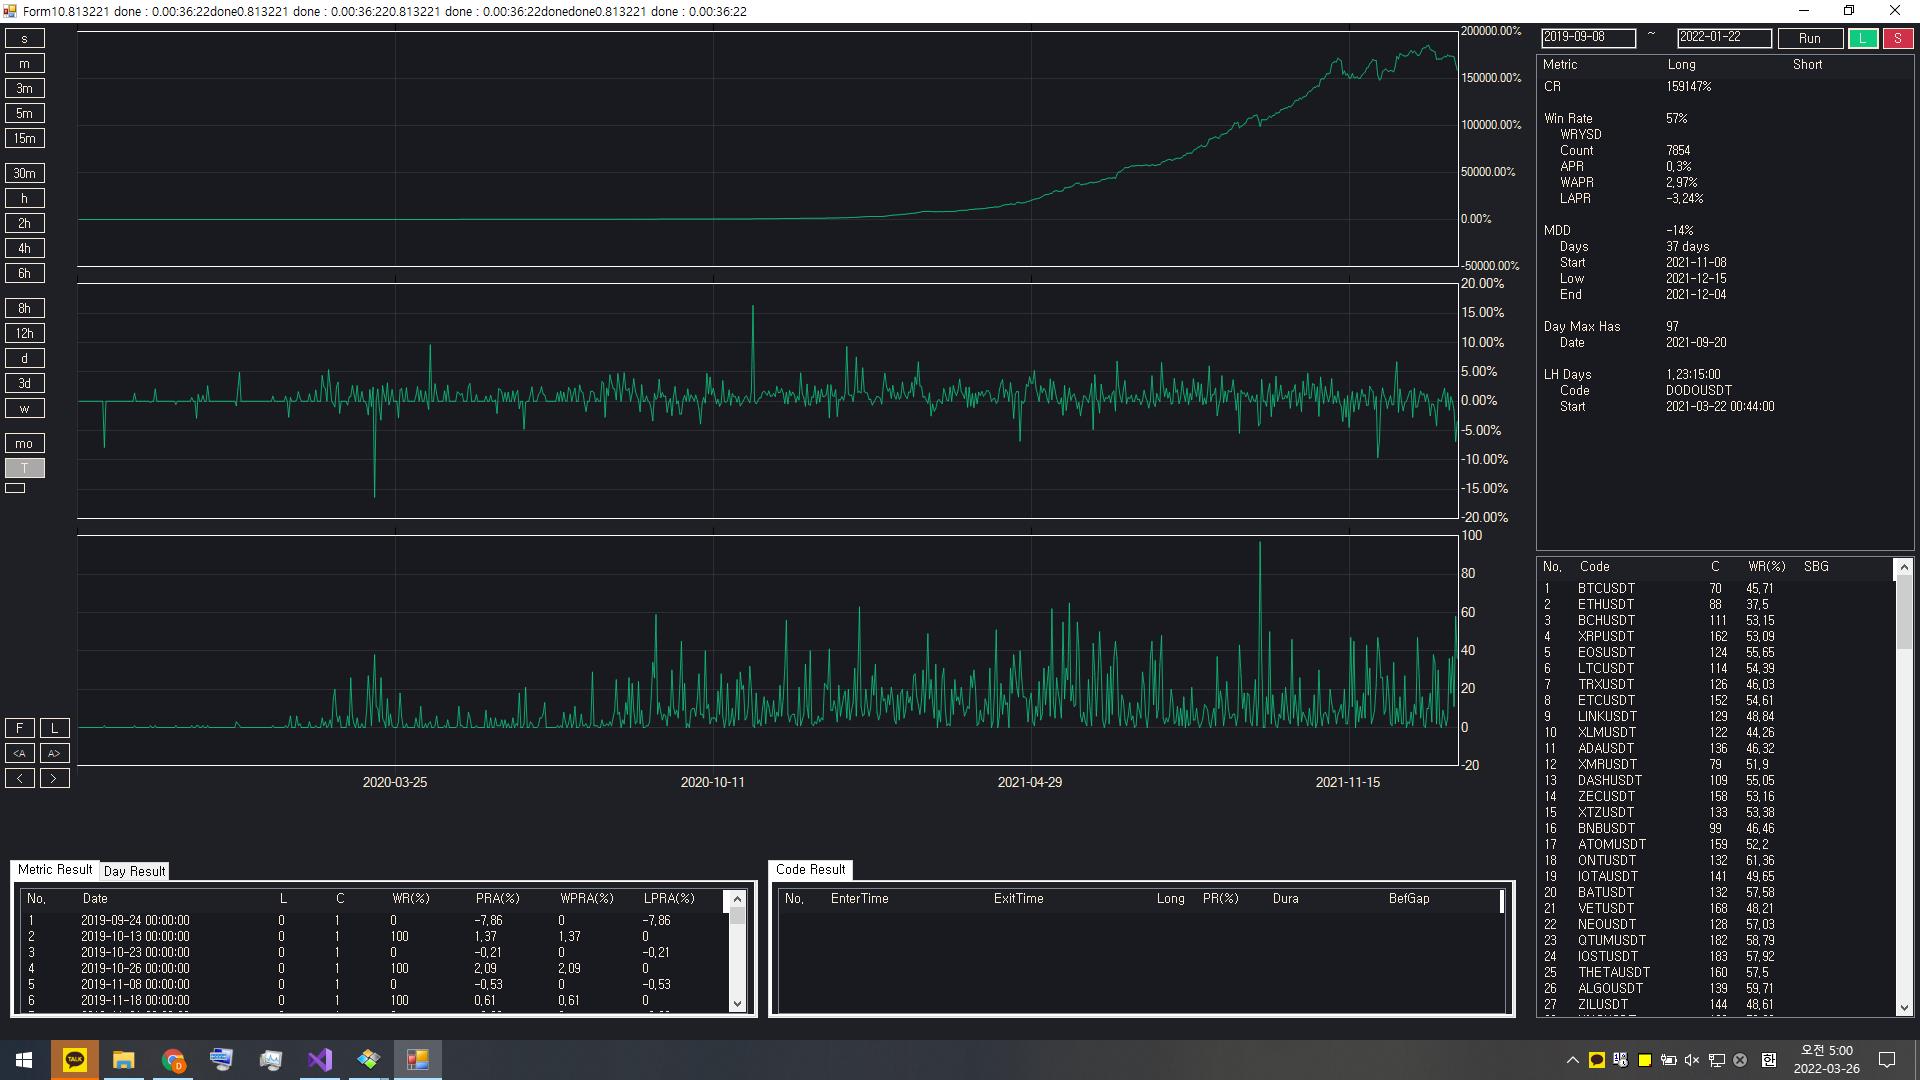 Form10.813221 done : 0.00:36:22done0.813221 done : 0.00:36:220.813221 done : 0.00:36:22donedone0.813221 done : 0.00:36:22
s
m
3m
5m
15m
30m
h
2h
4h
6h
8h
12h
d
3d
w
mo
T
F L
<A A>
< >
200000.00%
150000.00%
100000.00%
50000.00%
0.00%
-50000.00%
20.00%
15.00%
10.00%
5.00%
0.00%
-5.00%
-10.00%
-15.00%
-20.00%
100
80
60
40
20
0
-20
2020-03-25 2020-10-11 2021-04-29 2021-11-15
2019-09-08 ~ 2022-01-22 Run L S
Metric Long Short
CR 159147%
Win Rate 57%
WRYSD
Count 7854
APR 0,3%
WAPR 2,97%
LAPR -3,24%
MDD -14%
Days 37 days
Start 2021-11-08
Low 2021-12-15
End 2021-12-04
Day Max Has 97
Date 2021-09-20
LH Days 1,23:15:00
Code DODOUSDT
Start 2021-03-22 00:44:00
No, Code C WR(%) SBG
1 BTCUSDT 70 45,71
2 ETHUSDT 88 37,5
3 BCHUSDT 111 53,15
4 XRPUSDT 162 53,09
5 EOSUSDT 124 55,65
6 LTCUSDT 114 54,39
7 TRXUSDT 126 46,03
8 ETCUSDT 152 54,61
9 LINKUSDT 129 48,84
10 XLMUSDT 122 44,26
11 ADAUSDT 136 46,32
12 XMRUSDT 79 51,9
13 DASHUSDT 109 55,05
14 ZECUSDT 158 53,16
15 XTZUSDT 133 53,38
16 BNBUSDT 99 46,46
17 ATOMUSDT 159 52,2
18 ONTUSDT 132 61,36
19 IOTAUSDT 141 49,65
20 BATUSDT 132 57,58
21 VETUSDT 168 48,21
22 NEOUSDT 128 57,03
23 QTUMUSDT 182 58,79
24 IOSTUSDT 183 57,92
25 THETAUSDT 160 57,5
26 ALGOUSDT 139 59,71
27 ZILUSDT 144 48,61
Metric Result Day Result
No, Date L C WR(%) PRA(%) WPRA(%) LPRA(%)
1 2019-09-24 00:00:00 0 1 0 -7,86 0 -7,86
2 2019-10-13 00:00:00 0 1 100 1,37 1,37 0
3 2019-10-23 00:00:00 0 1 0 -0,21 0 -0,21
4 2019-10-26 00:00:00 0 1 100 2,09 2,09 0
5 2019-11-08 00:00:00 0 1 0 -0,53 0 -0,53
6 2019-11-18 00:00:00 0 1 100 0,61 0,61 0
Code Result
No, EnterTime ExitTime Long PR(%) Dura BefGap
TALK
오전 5:00
2022-03-26